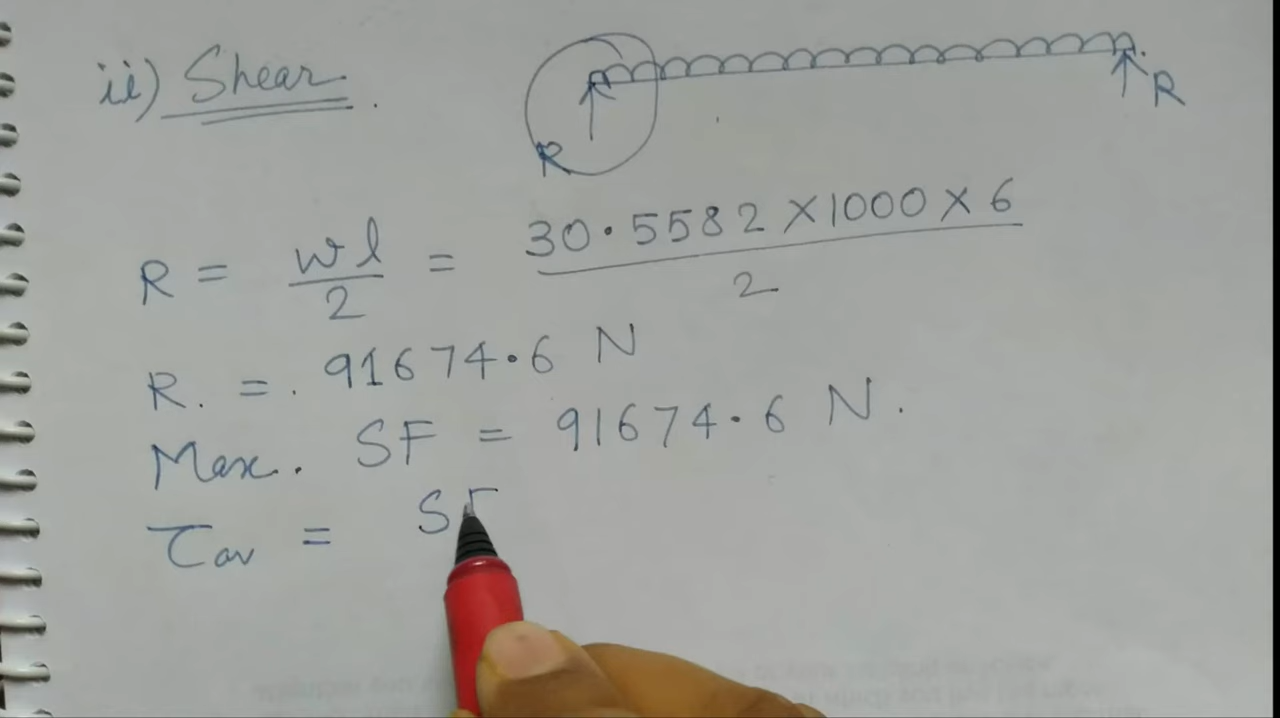 ii) Shear.
R
R
R = wl/2 = 30.5582 × 1000 × 6 / 2
R. = . 91674.6 N
Max. SF = 91674.6 N.
τav = SF